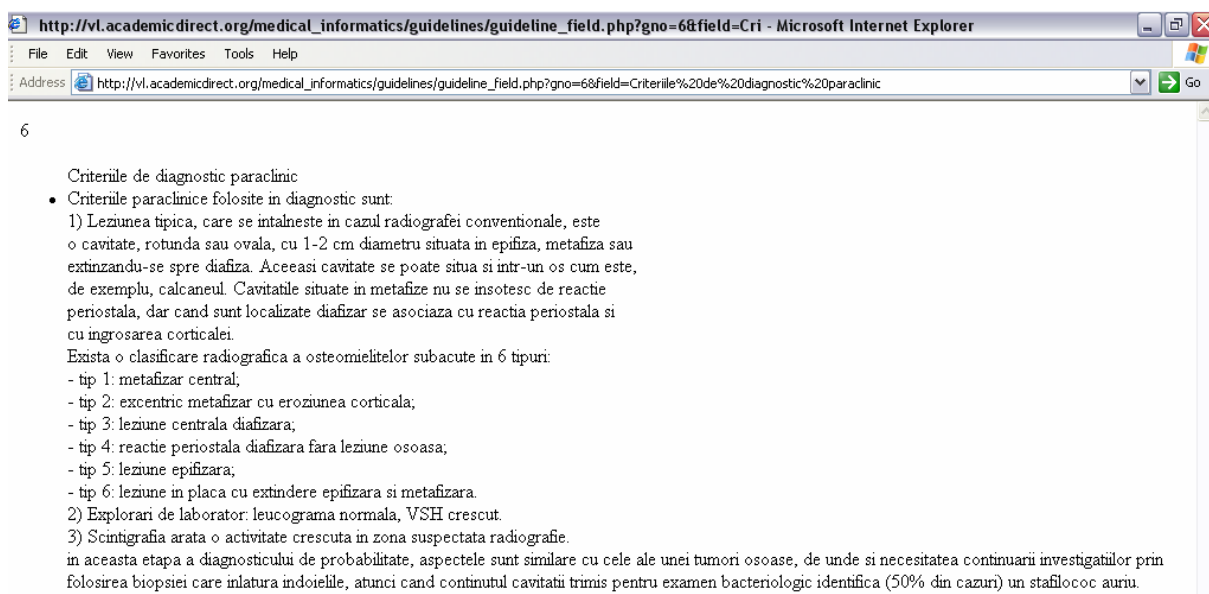 http://vl.academicdirect.org/medical_informatics/guidelines/guideline_field.php?gno=6&field=Cri - Microsoft Internet Explorer
File Edit View Favorites Tools Help
Address http://vl.academicdirect.org/medical_informatics/guidelines/guideline_field.php?gno=6&field=Criteriile%20de%20diagnostic%20paraclinic Go
6
Criteriile de diagnostic paraclinic
• Criteriile paraclinice folosite in diagnostic sunt:
1) Leziunea tipica, care se intalneste in cazul radiografei conventionale, este
o cavitate, rotunda sau ovala, cu 1-2 cm diametru situata in epifiza, metafiza sau
extinzandu-se spre diafiza. Aceeasi cavitate se poate situa si intr-un os cum este,
de exemplu, calcaneul. Cavitatile situate in metafize nu se insotesc de reactie
periostala, dar cand sunt localizate diafizar se asociaza cu reactia periostala si
cu ingrosarea corticalei.
Exista o clasificare radiografica a osteomielitelor subacute in 6 tipuri:
- tip 1: metafizar central;
- tip 2: excentric metafizar cu eroziunea corticala;
- tip 3: leziune centrala diafizara;
- tip 4: reactie periostala diafizara fara leziune osoasa;
- tip 5: leziune epifizara;
- tip 6: leziune in placa cu extindere epifizara si metafizara.
2) Explorari de laborator: leucograma normala, VSH crescut.
3) Scintigrafia arata o activitate crescuta in zona suspectata radiografie.
in aceasta etapa a diagnosticului de probabilitate, aspectele sunt similare cu cele ale unei tumori osoase, de unde si necesitatea continuarii investigatiilor prin
folosirea biopsiei care inlatura indoielile, atunci cand continutul cavitatii trimis pentru examen bacteriologic identifica (50% din cazuri) un stafilococ auriu.